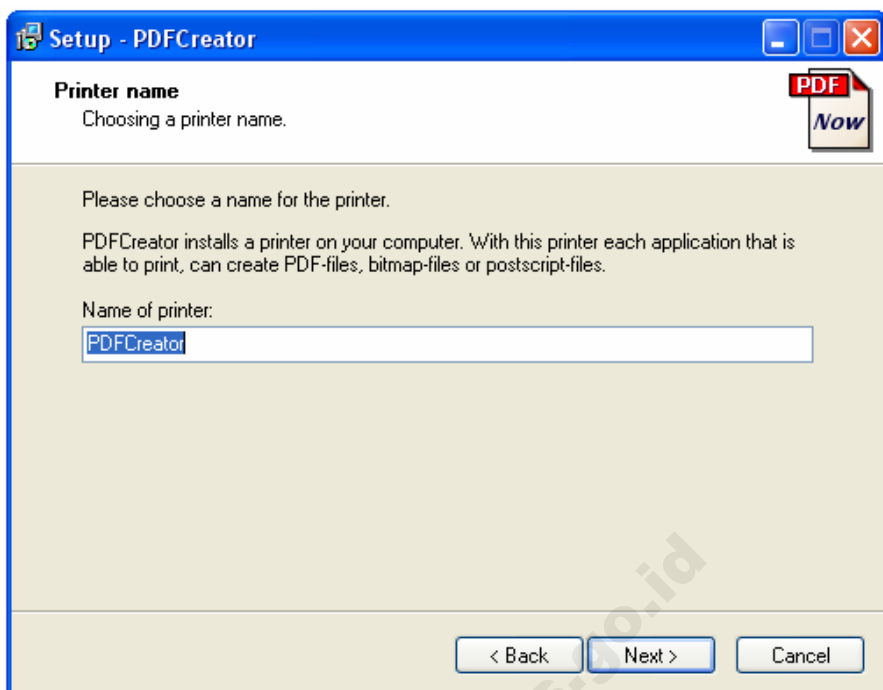 Setup - PDFCreator
Printer name
Choosing a printer name.
PDF
Now
Please choose a name for the printer.
PDFCreator installs a printer on your computer. With this printer each application that is
able to print, can create PDF-files, bitmap-files or postscript-files.
Name of printer:
PDFCreator
< Back
Next >
Cancel
go.id